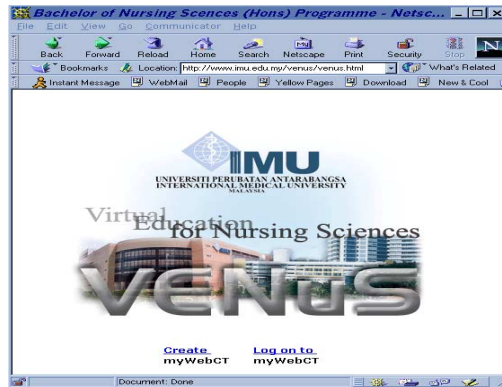 Bachelor of Nursing Scences (Hons) Programme - Netsc...
File Edit View Go Communicator Help
Back Forward Reload Home Search Netscape Print Security Stop N
Bookmarks Location: http://www.imu.edu.my/venus/venus.html What's Related
Instant Message WebMail People Yellow Pages Download New & Cool
IMU
UNIVERSITI PERUBATAN ANTARABANGSA
INTERNATIONAL MEDICAL UNIVERSITY
MALAYSIA
Virtual
Education
for Nursing Sciences
VENuS
Create Log on to
myWebCT myWebCT
Document: Done